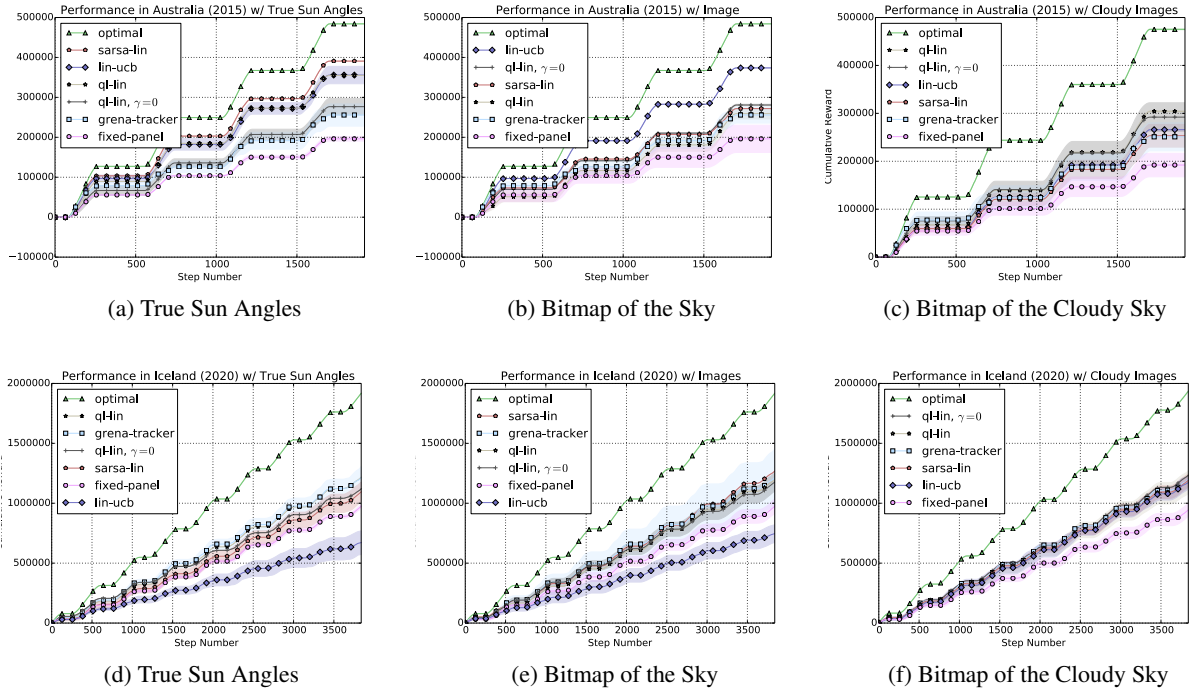 Performance in Australia (2015) w/ True Sun Angles
500000
400000
300000
200000
100000
0
−100000
optimal
sarsa-lin
lin-ucb
ql-lin
ql-lin, γ=0
grena-tracker
fixed-panel
0 500 1000 1500
Step Number
(a) True Sun Angles
Performance in Australia (2015) w/ Image
500000
400000
300000
200000
100000
0
−100000
optimal
lin-ucb
ql-lin, γ=0
sarsa-lin
ql-lin
grena-tracker
fixed-panel
0 500 1000 1500
Step Number
(b) Bitmap of the Sky
Performance in Australia (2015) w/ Cloudy Images
500000
400000
300000
200000
100000
0
Cumulative Reward
optimal
ql-lin
ql-lin, γ=0
lin-ucb
sarsa-lin
grena-tracker
fixed-panel
0 500 1000 1500
Step Number
(c) Bitmap of the Cloudy Sky
Performance in Iceland (2020) w/ True Sun Angles
2000000
1500000
1000000
500000
0
optimal
ql-lin
grena-tracker
ql-lin, γ=0
sarsa-lin
fixed-panel
lin-ucb
0 500 1000 1500 2000 2500 3000 3500
Step Number
(d) True Sun Angles
Performance in Iceland (2020) w/ Images
2000000
1500000
1000000
500000
0
optimal
sarsa-lin
grena-tracker
ql-lin
ql-lin, γ=0
fixed-panel
lin-ucb
0 500 1000 1500 2000 2500 3000 3500
Step Number
(e) Bitmap of the Sky
Performance in Iceland (2020) w/ Cloudy Images
2000000
1500000
1000000
500000
0
optimal
ql-lin, γ=0
ql-lin
grena-tracker
sarsa-lin
lin-ucb
fixed-panel
0 500 1000 1500 2000 2500 3000 3500
Step Number
(f) Bitmap of the Cloudy Sky